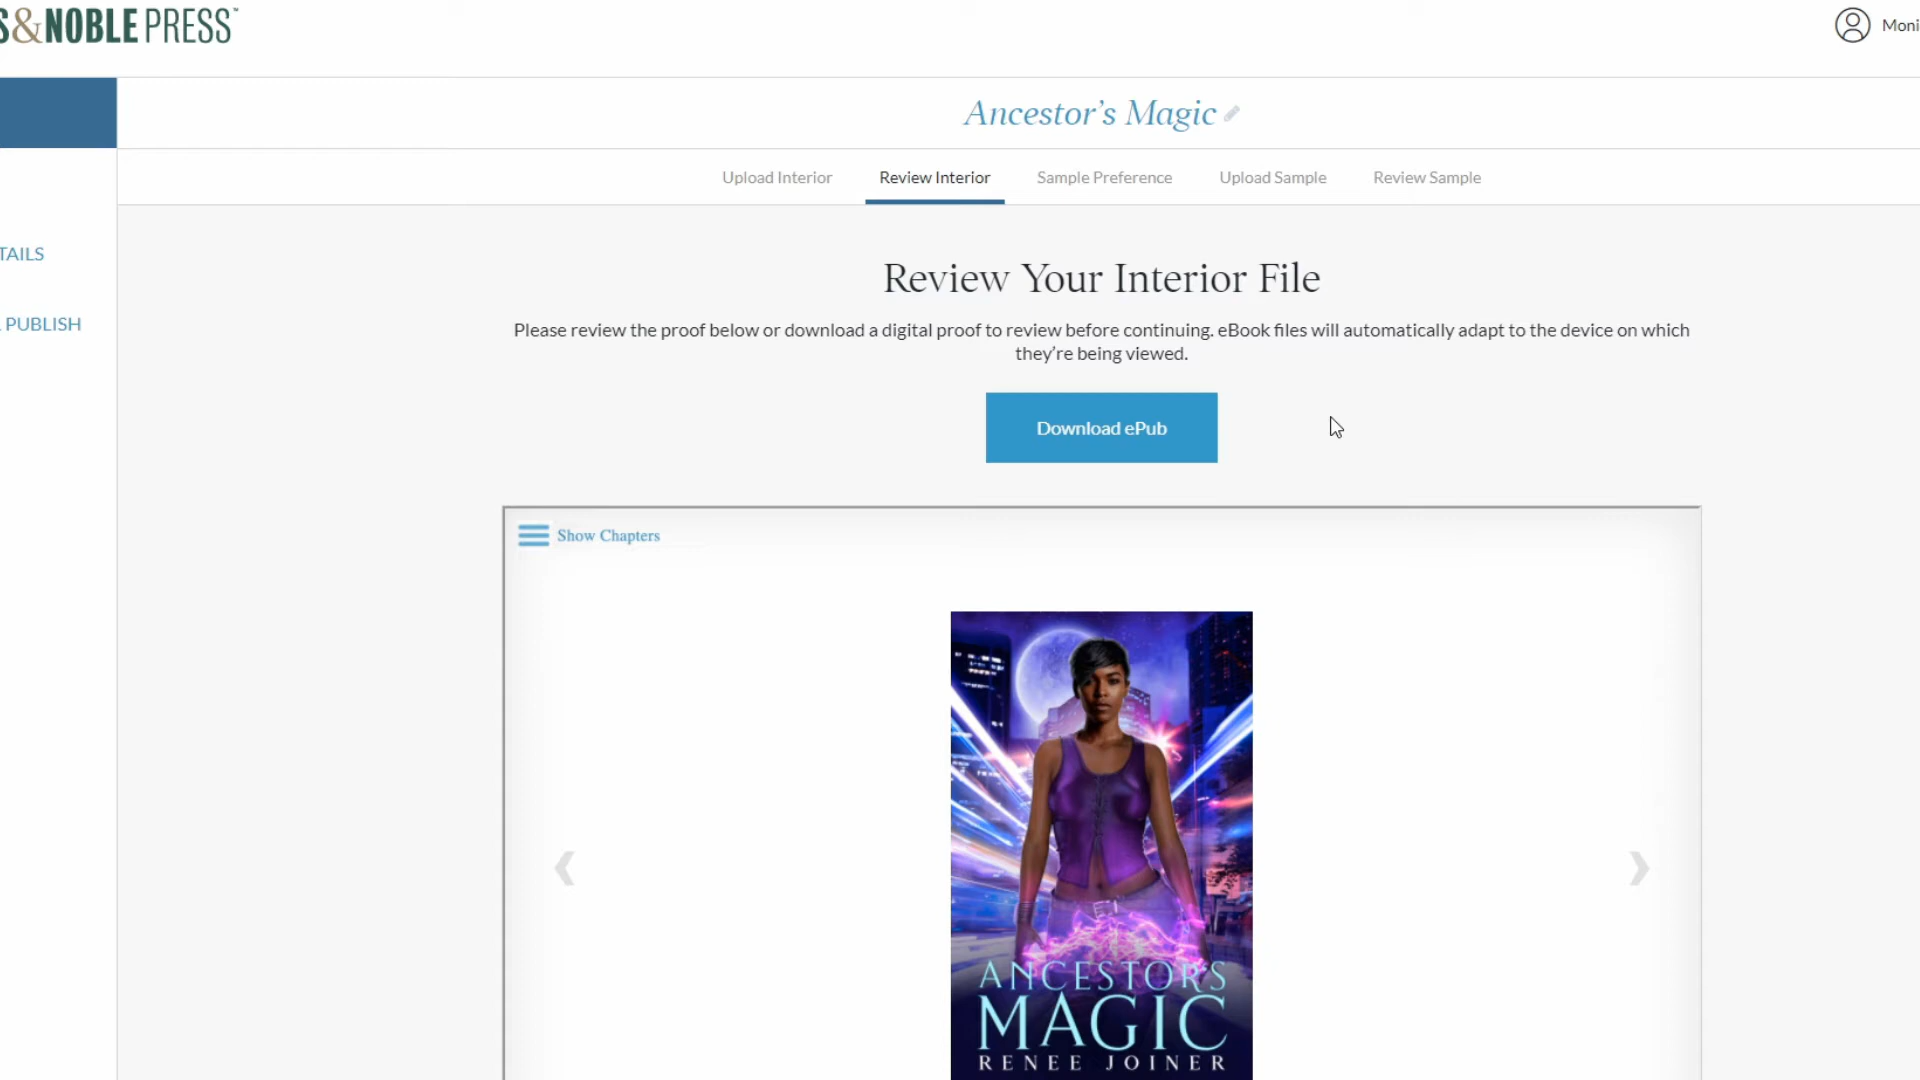 S&NOBLE PRESS™
Moni
Ancestor's Magic
Upload Interior
Review Interior
Sample Preference
Upload Sample
Review Sample
TAILS
PUBLISH
Review Your Interior File
Please review the proof below or download a digital proof to review before continuing. eBook files will automatically adapt to the device on which
they're being viewed.
Download ePub
Show Chapters
ANCESTOR'S
MAGIC
RENEE JOINER